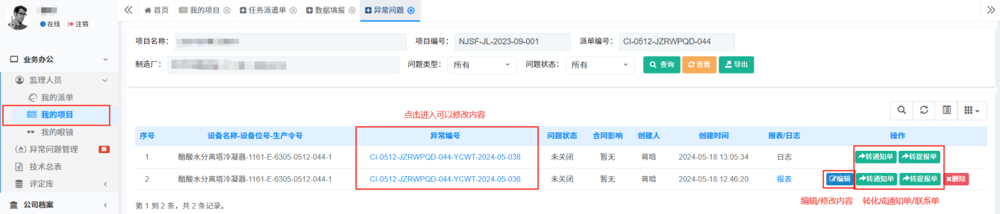 首页 我的项目 任务派遣单 数据填报 异常问题
在线 注销
业务办公
监理人员
我的派单
我的项目
我的眼镜
异常问题管理 新
技术总表
评定库
公司档案
项目名称: 项目编号: NJSF-JL-2023-09-001 派单编号: CI-0512-JZRWPQD-044
制造厂: 问题类型: 所有 问题状态: 所有 查询 重置 导出
点击进入可以修改内容
序号 设备名称-设备位号-生产令号 异常编号 问题状态 合同影响 创建人 创建时间 报表/日志 操作
1 醋酸水分离塔冷凝器-1161-E-6305-0512-044-1 CI-0512-JZRWPQD-044-YCWT-2024-05-038 未关闭 暂无 蒋晗 2024-05-18 13:05:34 日志 转通知单 转提报单
2 醋酸水分离塔冷凝器-1161-E-6305-0512-044-1 CI-0512-JZRWPQD-044-YCWT-2024-05-036 未关闭 暂无 蒋晗 2024-05-18 12:46:20 报表 编辑 转通知单 转提报单 删除
编辑/修改内容 转化成通知单/联系单
第 1 到 2 条，共 2 条记录。